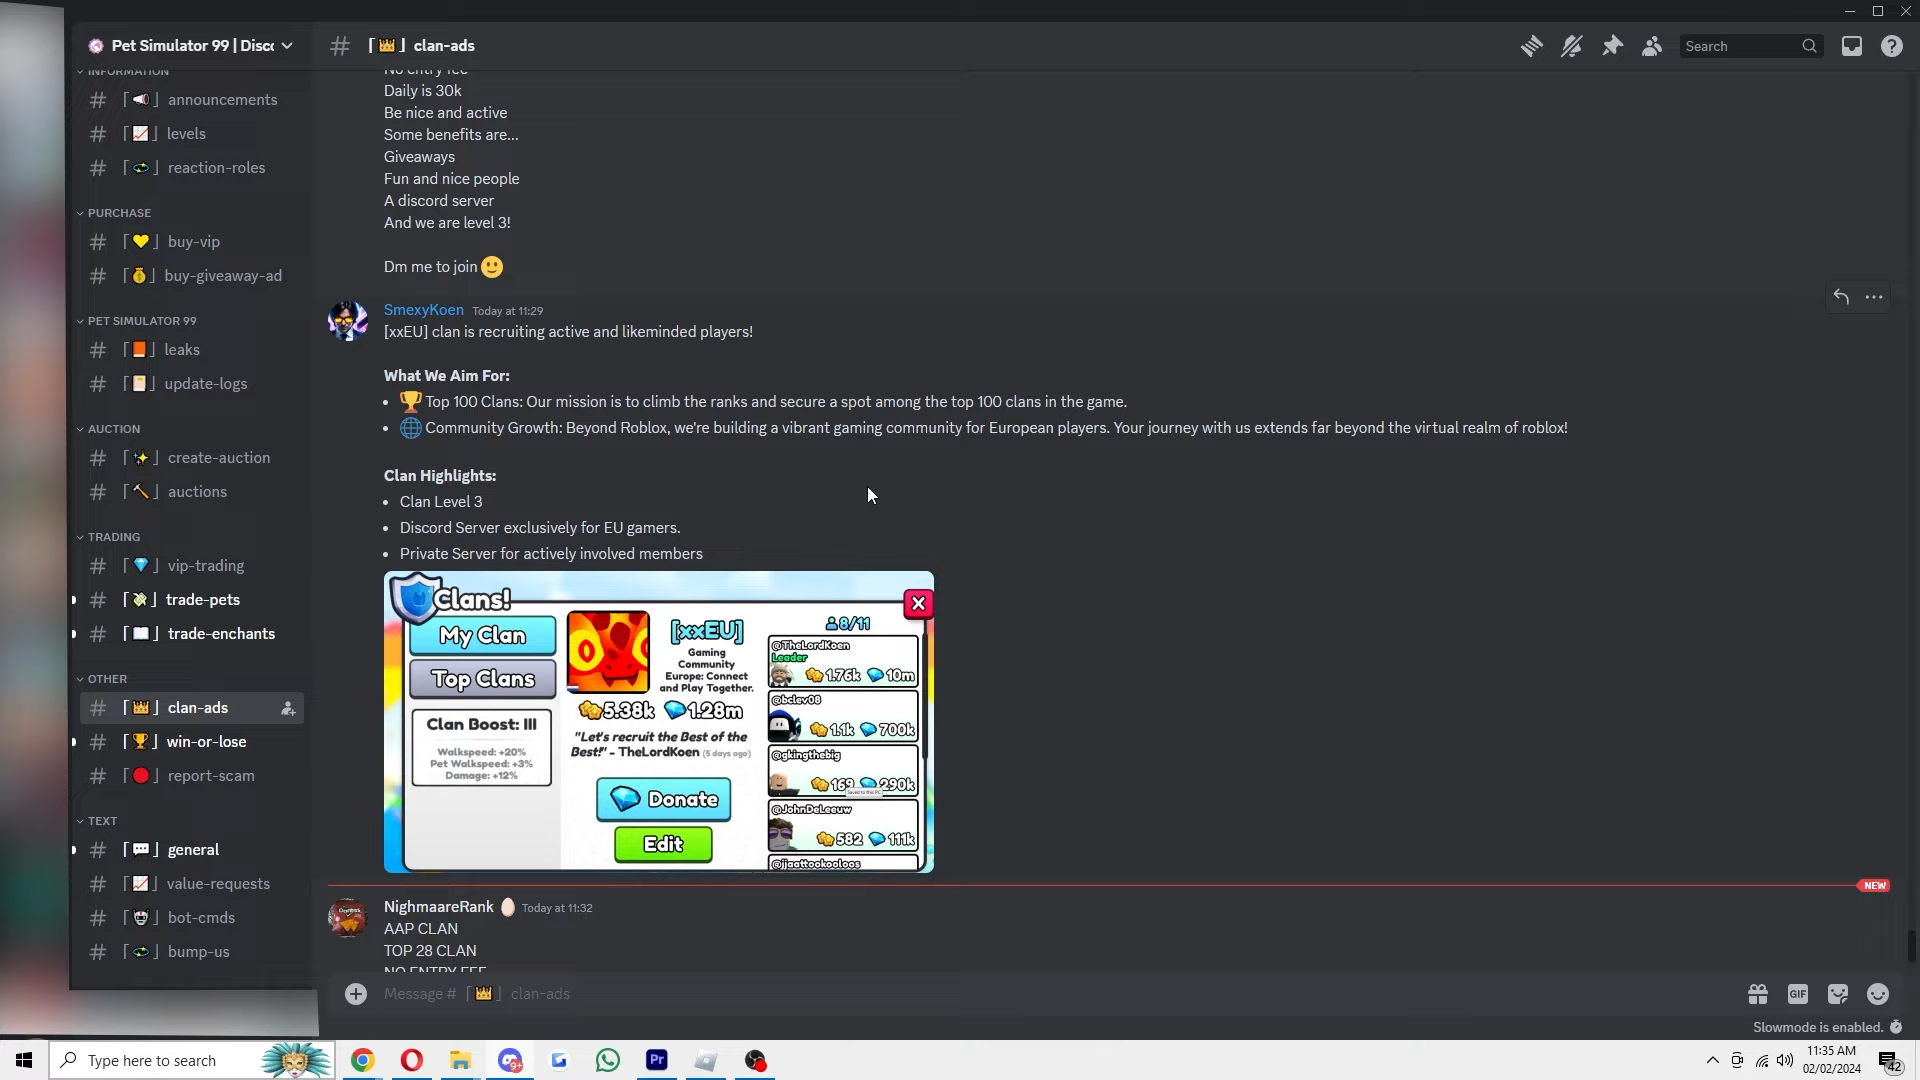 Pet Simulator 99 | Disc
clan-ads
Search
INFORMATION
announcements
levels
reaction-roles
PURCHASE
buy-vip
buy-giveaway-ad
PET SIMULATOR 99
leaks
update-logs
AUCTION
create-auction
auctions
TRADING
vip-trading
trade-pets
trade-enchants
OTHER
clan-ads
win-or-lose
report-scam
TEXT
general
value-requests
bot-cmds
bump-us
No entry fee
Daily is 30k
Be nice and active
Some benefits are...
Giveaways
Fun and nice people
A discord server
And we are level 3!
Dm me to join
SmexyKoen Today at 11:29
[xxEU] clan is recruiting active and likeminded players!
What We Aim For:
• Top 100 Clans: Our mission is to climb the ranks and secure a spot among the top 100 clans in the game.
• Community Growth: Beyond Roblox, we're building a vibrant gaming community for European players. Your journey with us extends far beyond the virtual realm of roblox!
Clan Highlights:
• Clan Level 3
• Discord Server exclusively for EU gamers.
• Private Server for actively involved members
Clans!
X
My Clan
Top Clans
Clan Boost: III
Walkspeed: +20%
Pet Walkspeed: +3%
Damage: +12%
[xxEU]
Gaming
Community
Europe: Connect
and Play Together.
5.38k 1.28m
"Let's recruit the Best of the
Best!" - TheLordKoen (5 days ago)
Donate
Edit
8/11
@TheLordKoen
Leader
1.76k 10m
@bclev08
1.1k 700k
@gkingthebig
169 290k
Saved to this PC
@JohnDeLeeuw
582 111k
@jjaattookooloos
NEW
NighmaareRank Today at 11:32
AAP CLAN
TOP 28 CLAN
NO ENTRY FEE
Message # clan-ads
GIF
Slowmode is enabled.
Type here to search
9+
Pr
11:35 AM
02/02/2024
42